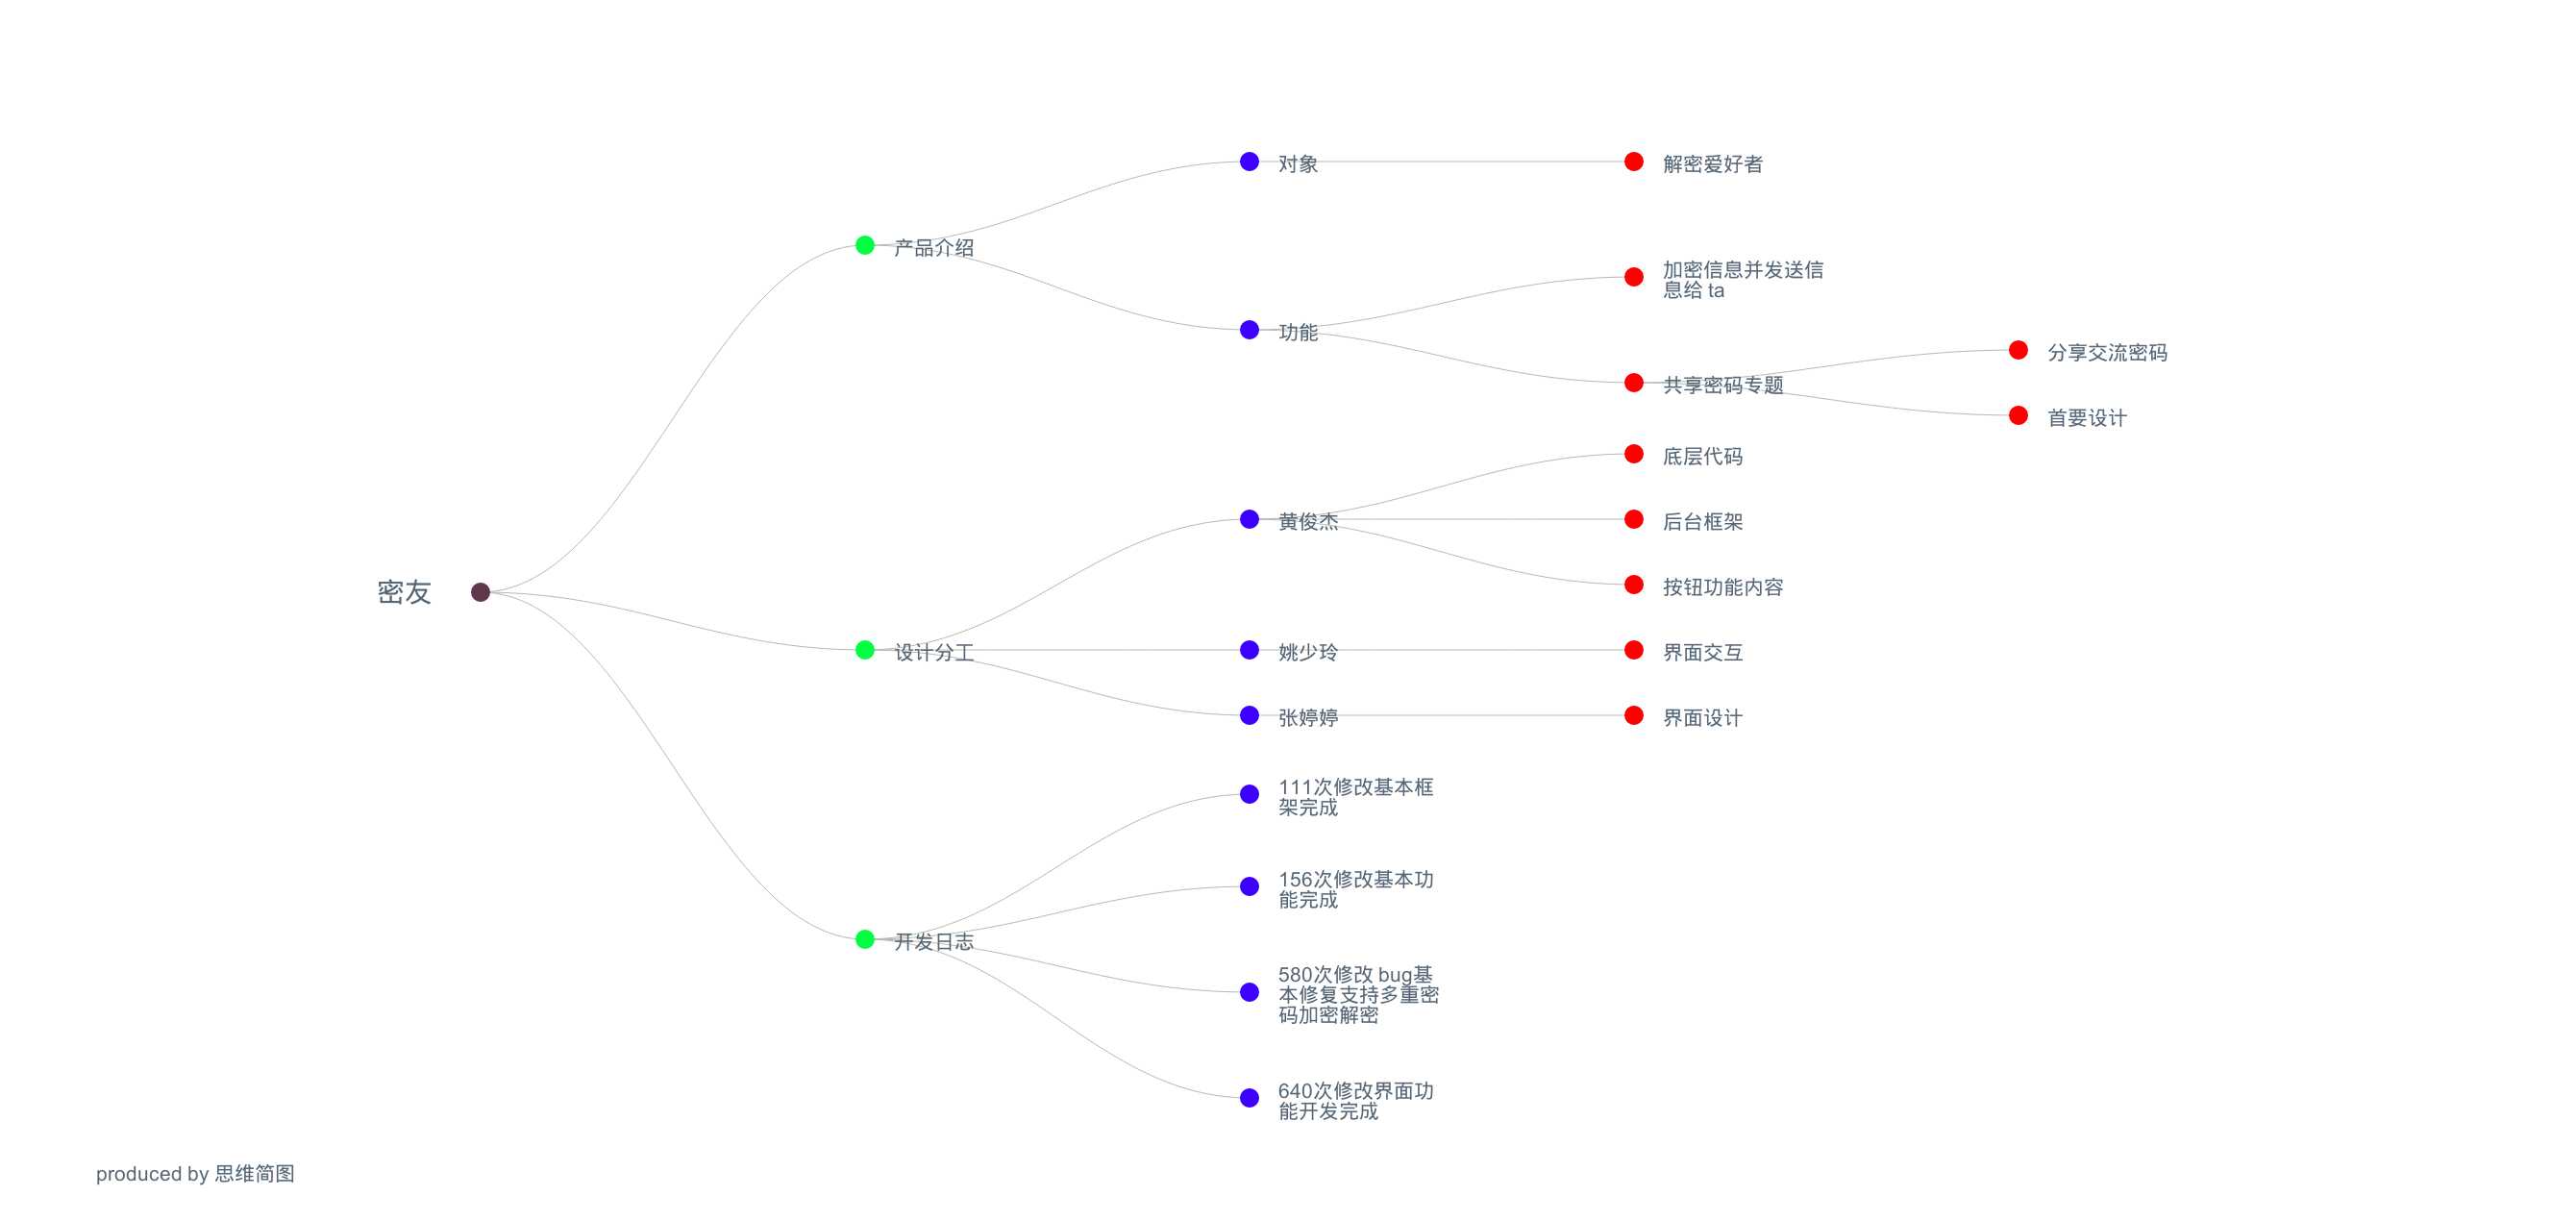 密友
产品介绍
对象
解密爱好者
功能
加密信息并发送信
息给 ta
共享密码专题
分享交流密码
首要设计
设计分工
黄俊杰
底层代码
后台框架
按钮功能内容
姚少玲
界面交互
张婷婷
界面设计
开发日志
111次修改基本框
架完成
156次修改基本功
能完成
580次修改 bug基
本修复支持多重密
码加密解密
640次修改界面功
能开发完成
produced by 思维简图